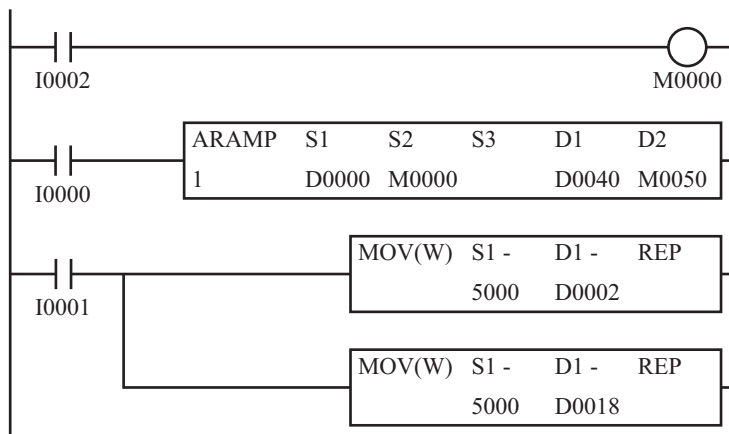 I0002 M0000
ARAMP S1 S2 S3 D1 D2
1 D0000 M0000 D0040 M0050
I0000
MOV(W) S1 - D1 - REP
5000 D0002
I0001
MOV(W) S1 - D1 - REP
5000 D0018